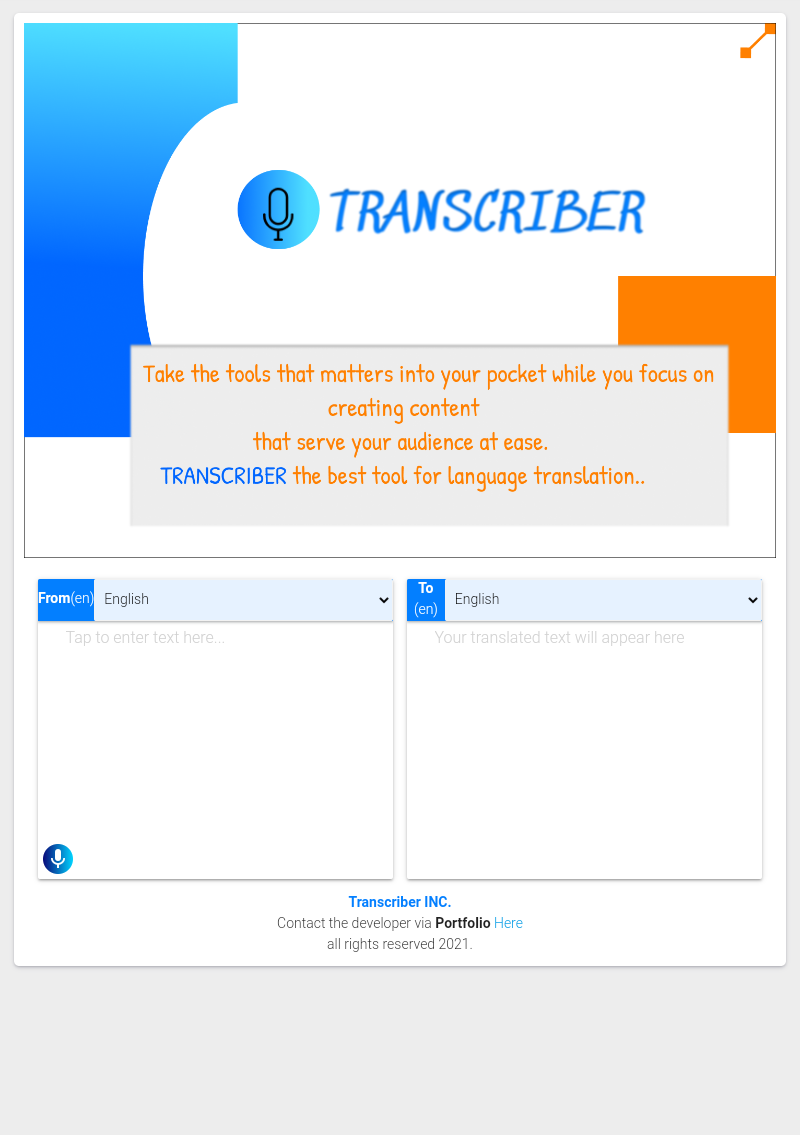 TRANSCRIBER
Take the tools that matters into your pocket while you focus on
creating content
that serve your audience at ease.
TRANSCRIBER the best tool for language translation..
From(en) English
Tap to enter text here...
To
(en)
English
Your translated text will appear here
Transcriber INC.
Contact the developer via Portfolio Here
all rights reserved 2021.